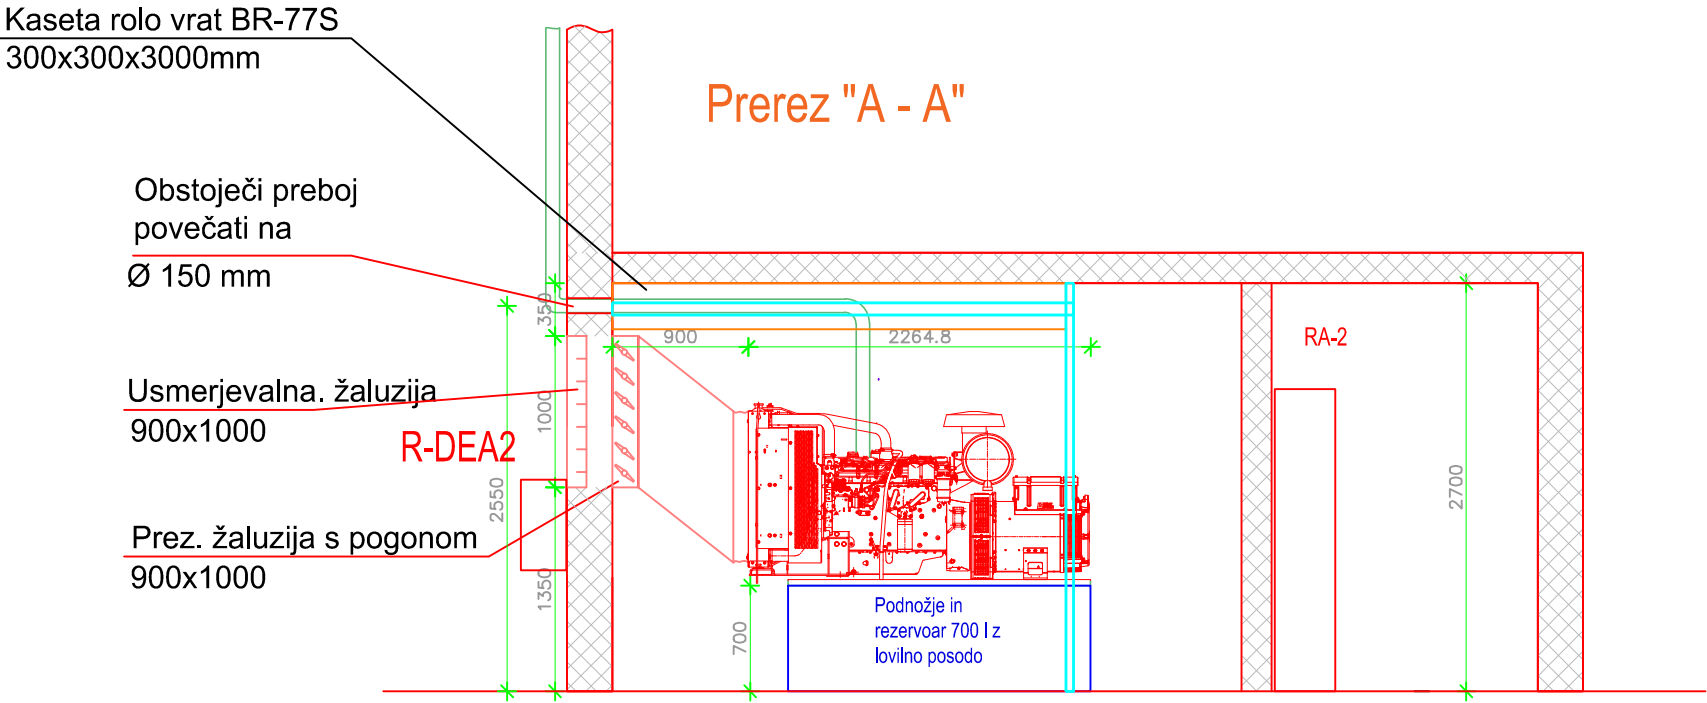 Kaseta rolo vrat BR-77S
300x300x3000mm
Prerez "A - A"
Obstoječi preboj
povečati na
Ø 150 mm
350
900
2264.8
RA-2
Usmerjevalna. žaluzija
900x1000
1000
R-DEA2
2550
2700
Prez. žaluzija s pogonom
900x1000
1350
700
Podnožje in
rezervoar 700 l z
lovilno posodo